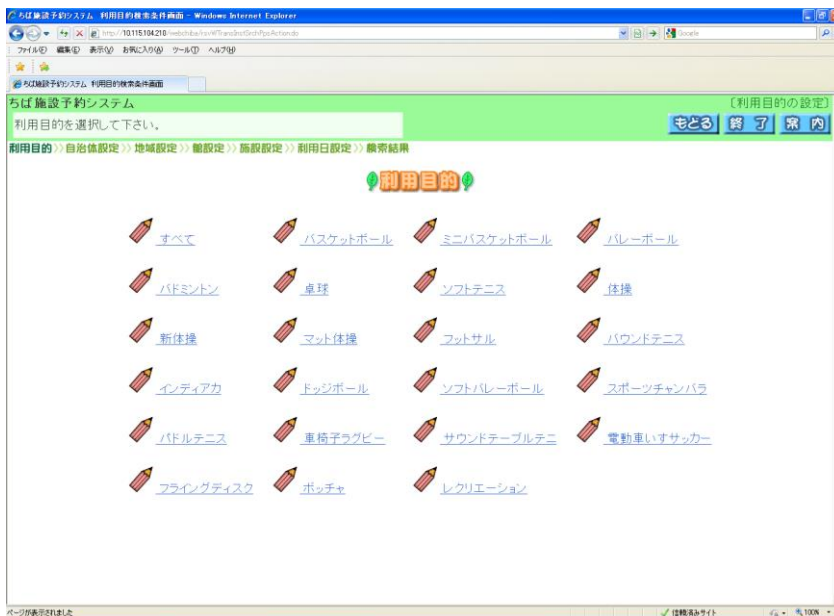 ちば施設予約システム 利用目的検索条件画面 - Windows Internet Explorer
ファイル(F) 編集(E) 表示(V) お気に入り(A) ツール(T) ヘルプ(H)
ちば施設予約システム 利用目的検索条件画面
ちば施設予約システム [利用目的の設定]
利用目的を選択して下さい。 もどる 終了 案内
利用目的>>自治体設定>>地域設定>>館設定>>施設設定>>利用日設定>>検索結果
利用目的
すべて バスケットボール ミニバスケットボール バレーボール
バドミントン 卓球 ソフトテニス 体操
新体操 マット体操 フットサル バウンドテニス
インディアカ ドッジボール ソフトバレーボール スポーツチャンバラ
パドルテニス 車椅子ラグビー サウンドテーブルテニ 電動車いすサッカー
フライングディスク ボッチャ レクリエーション
ページが表示されました 信頼済みサイト 100%